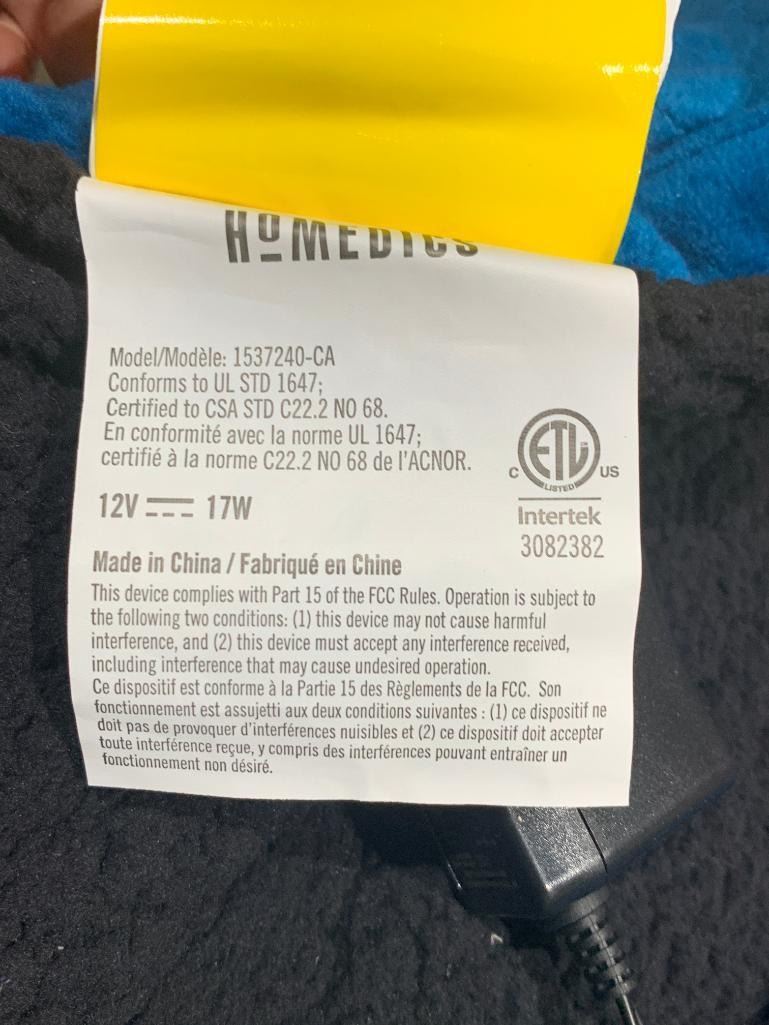 HOMEDICS
Model/Modèle: 1537240-CA
Conforms to UL STD 1647;
Certified to CSA STD C22.2 NO 68.
En conformité avec la norme UL 1647;
certifié à la norme C22.2 NO 68 de l'ACNOR.
12V 17W
C ETL US
LISTED
Intertek
3082382
Made in China / Fabriqué en Chine
This device complies with Part 15 of the FCC Rules. Operation is subject to
the following two conditions: (1) this device may not cause harmful
interference, and (2) this device must accept any interference received,
including interference that may cause undesired operation.
Ce dispositif est conforme à la Partie 15 des Règlements de la FCC. Son
fonctionnement est assujetti aux deux conditions suivantes : (1) ce dispositif ne
doit pas de provoquer d'interférences nuisibles et (2) ce dispositif doit accepter
toute interférence reçue, y compris des interférences pouvant entraîner un
fonctionnement non désiré.